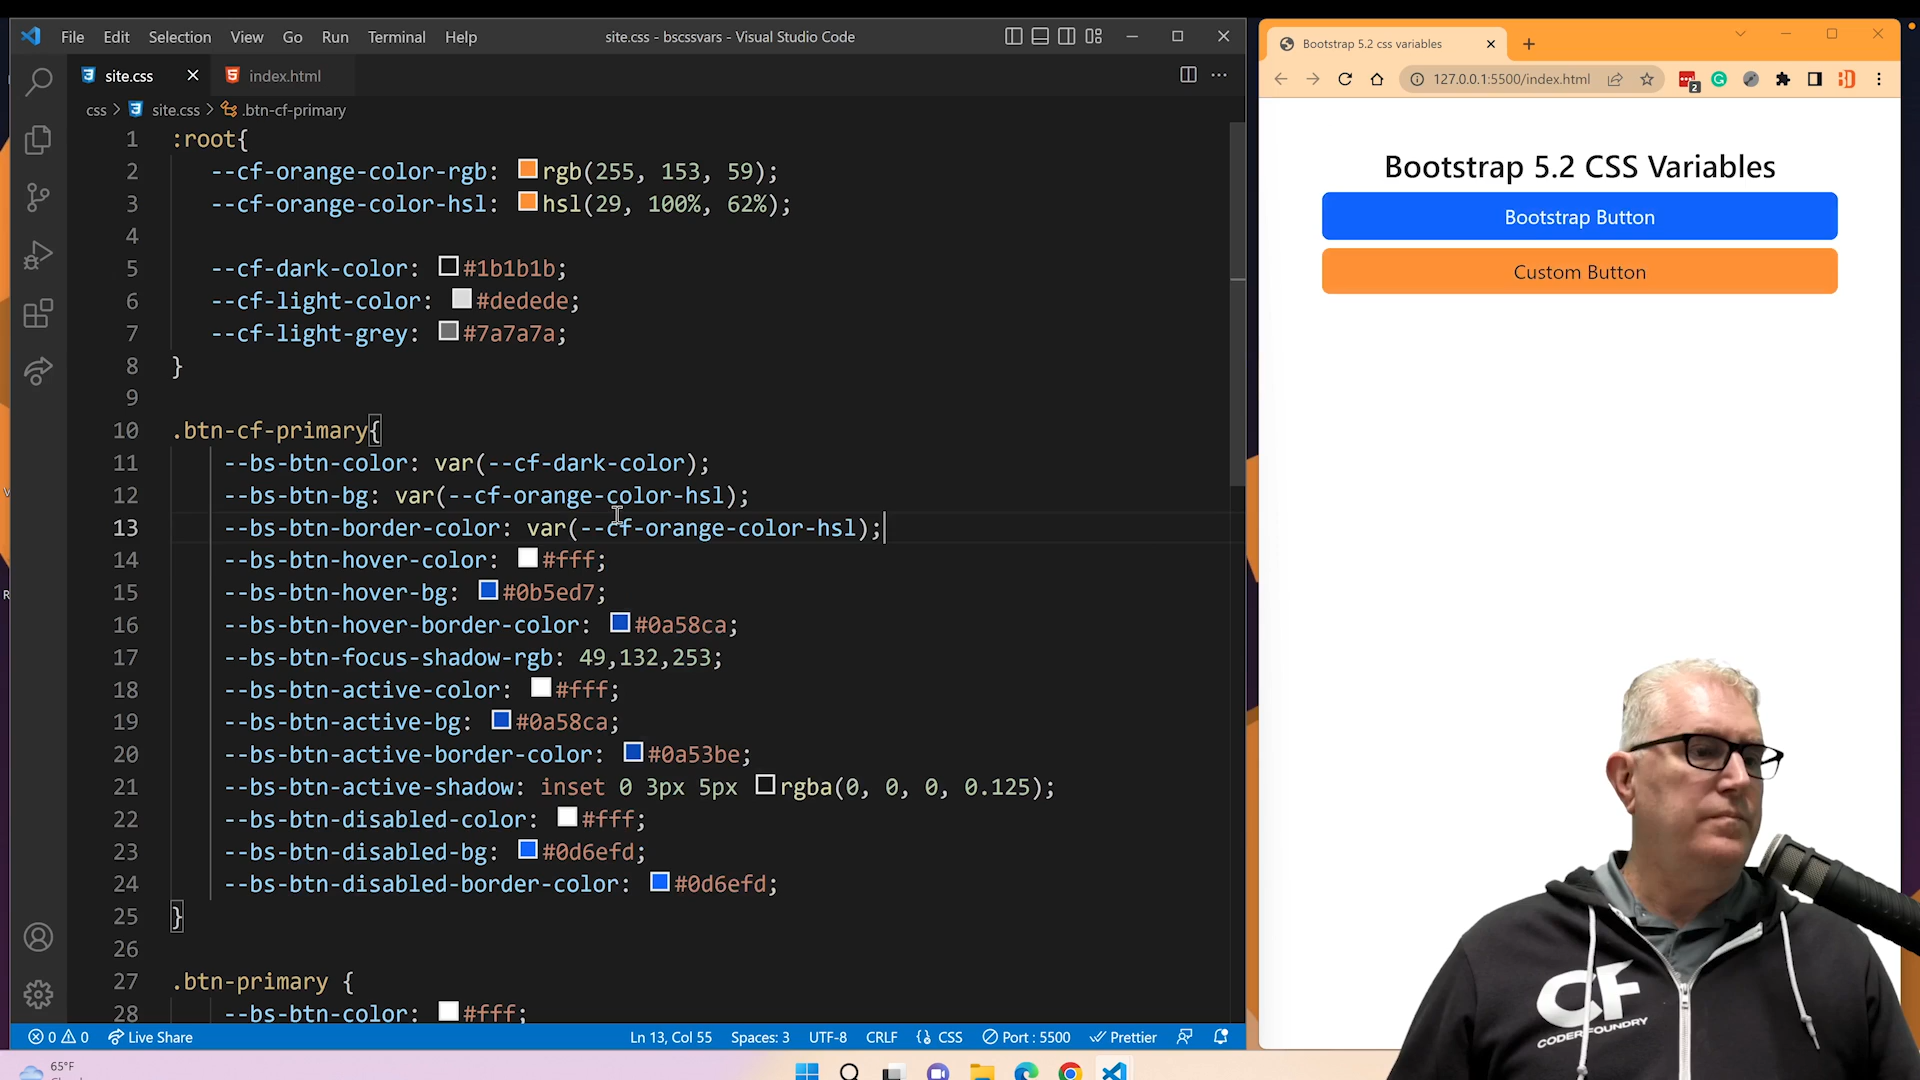 File Edit Selection View Go Run Terminal Help
site.css - bscssvars - Visual Studio Code
site.css index.html
css > site.css > .btn-cf-primary
1 :root{
2 --cf-orange-color-rgb: rgb(255, 153, 59);
3 --cf-orange-color-hsl: hsl(29, 100%, 62%);
4
5 --cf-dark-color: #1b1b1b;
6 --cf-light-color: #dedede;
7 --cf-light-grey: #7a7a7a;
8 }
9
10 .btn-cf-primary{
11 --bs-btn-color: var(--cf-dark-color);
12 --bs-btn-bg: var(--cf-orange-color-hsl);
13 --bs-btn-border-color: var(--cf-orange-color-hsl);
14 --bs-btn-hover-color: #fff;
15 --bs-btn-hover-bg: #0b5ed7;
16 --bs-btn-hover-border-color: #0a58ca;
17 --bs-btn-focus-shadow-rgb: 49,132,253;
18 --bs-btn-active-color: #fff;
19 --bs-btn-active-bg: #0a58ca;
20 --bs-btn-active-border-color: #0a53be;
21 --bs-btn-active-shadow: inset 0 3px 5px rgba(0, 0, 0, 0.125);
22 --bs-btn-disabled-color: #fff;
23 --bs-btn-disabled-bg: #0d6efd;
24 --bs-btn-disabled-border-color: #0d6efd;
25 }
26
27 .btn-primary {
28 --bs-btn-color: #fff;
0 0 Live Share Ln 13, Col 55 Spaces: 3 UTF-8 CRLF {} CSS Port : 5500 Prettier
65°F
Bootstrap 5.2 css variables
127.0.0.1:5500/index.html
2
Bootstrap 5.2 CSS Variables
Bootstrap Button
Custom Button
CF
CODER FOUNDRY